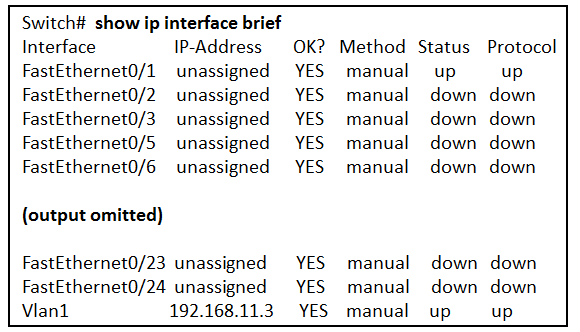 Switch# show ip interface brief
Interface IP-Address OK? Method Status Protocol
FastEthernet0/1 unassigned YES manual up up
FastEthernet0/2 unassigned YES manual down down
FastEthernet0/3 unassigned YES manual down down
FastEthernet0/5 unassigned YES manual down down
FastEthernet0/6 unassigned YES manual down down
(output omitted)
FastEthernet0/23 unassigned YES manual down down
FastEthernet0/24 unassigned YES manual down down
Vlan1 192.168.11.3 YES manual up up